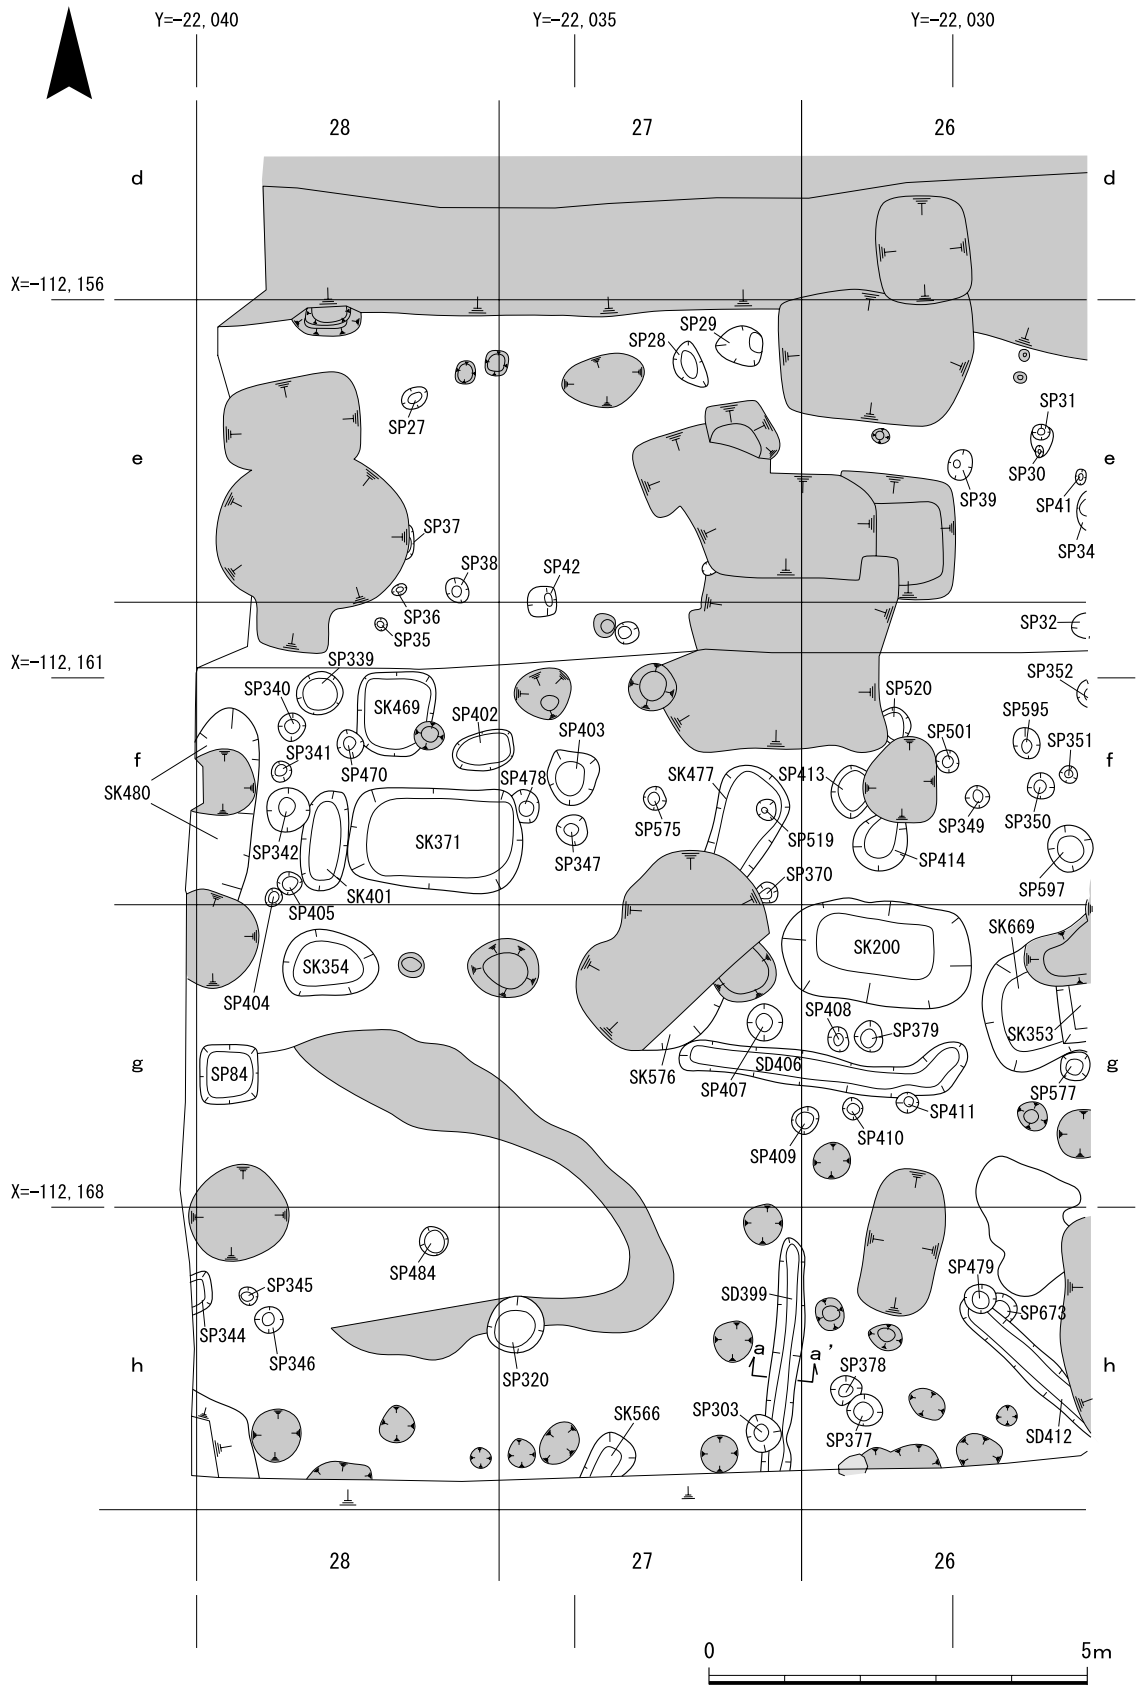 Y=-22,040 Y=-22,035 Y=-22,030
28 27 26
d d
X=-112,156
SP29
SP28
SP31
SP27
e e
SP30
SP39
SP41
SP37
SP34
SP38 SP42
SP36
SP32
SP35
X=-112,161
SP339
SP352
SP340 SK469 SP520
SP402 SP403 SP595
SP501
SP341 SP351
f f
SP470 SP478 SK477 SP413
SK480
SP349 SP350
SP575 SP519
SP342 SK371
SP347 SP414
SP370
SP597
SK401
SP405
SK669
SK200
SK354
SP404
SP408
SP379
SK353
g SP84 SD406 g
SK576
SP407
SP577
SP411
SP410
SP409
X=-112,168
SP484 SP479
SP345 SD399
SP673
SP344
a a'
SP346 h h
SP378
SP320
SP303
SK566
SP377 SD412
28 27 26
0 5m